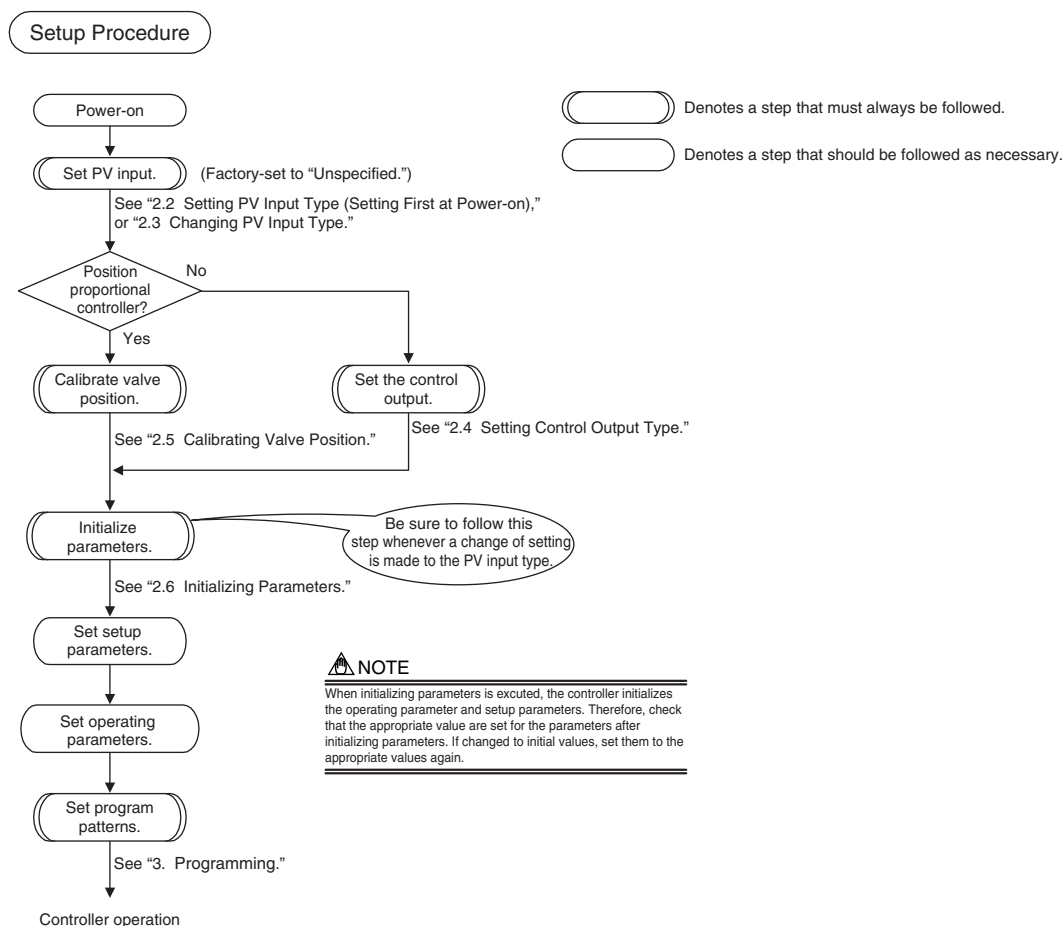 Setup Procedure
Power-on
Denotes a step that must always be followed.
Set PV input.
(Factory-set to “Unspecified.”)
Denotes a step that should be followed as necessary.
See “2.2 Setting PV Input Type (Setting First at Power-on),”
or “2.3 Changing PV Input Type.”
Position
proportional
controller?
No
Yes
Calibrate valve
position.
Set the control
output.
See “2.5 Calibrating Valve Position.”
See “2.4 Setting Control Output Type.”
Initialize
parameters.
Be sure to follow this
step whenever a change of setting
is made to the PV input type.
See “2.6 Initializing Parameters.”
Set setup
parameters.
NOTE
When initializing parameters is excuted, the controller initializes
the operating parameter and setup parameters. Therefore, check
that the appropriate value are set for the parameters after
initializing parameters. If changed to initial values, set them to the
appropriate values again.
Set operating
parameters.
Set program
patterns.
See “3. Programming.”
Controller operation